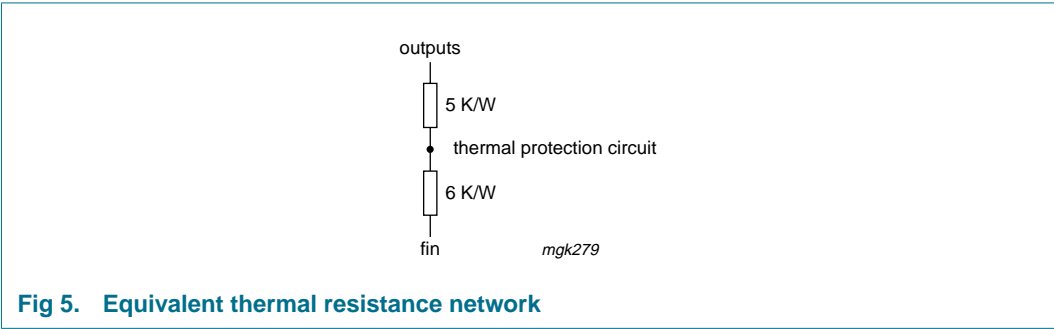 outputs
5 K/W
thermal protection circuit
6 K/W
fin
mgk279
Fig 5. Equivalent thermal resistance network